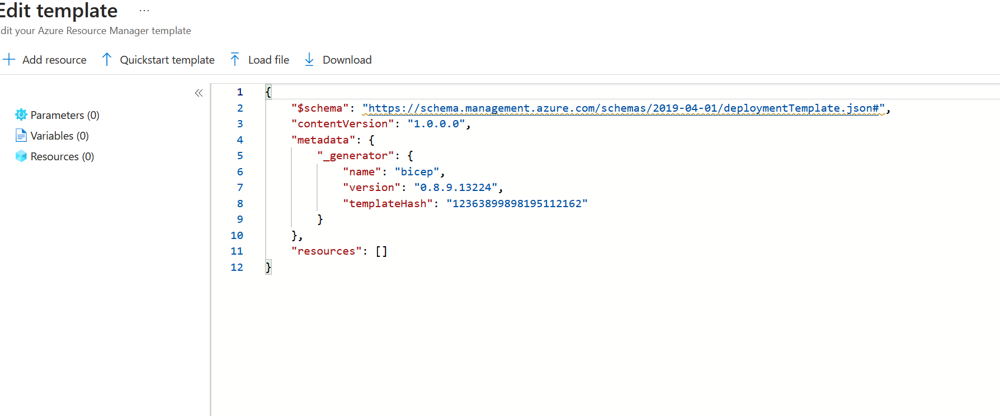 Edit template ...
Edit your Azure Resource Manager template
Add resource Quickstart template Load file Download
Parameters (0)
Variables (0)
Resources (0)
1 {
2 "$schema": "https://schema.management.azure.com/schemas/2019-04-01/deploymentTemplate.json#",
3 "contentVersion": "1.0.0.0",
4 "metadata": {
5 "_generator": {
6 "name": "bicep",
7 "version": "0.8.9.13224",
8 "templateHash": "12363899898195112162"
9 }
10 },
11 "resources": []
12 }